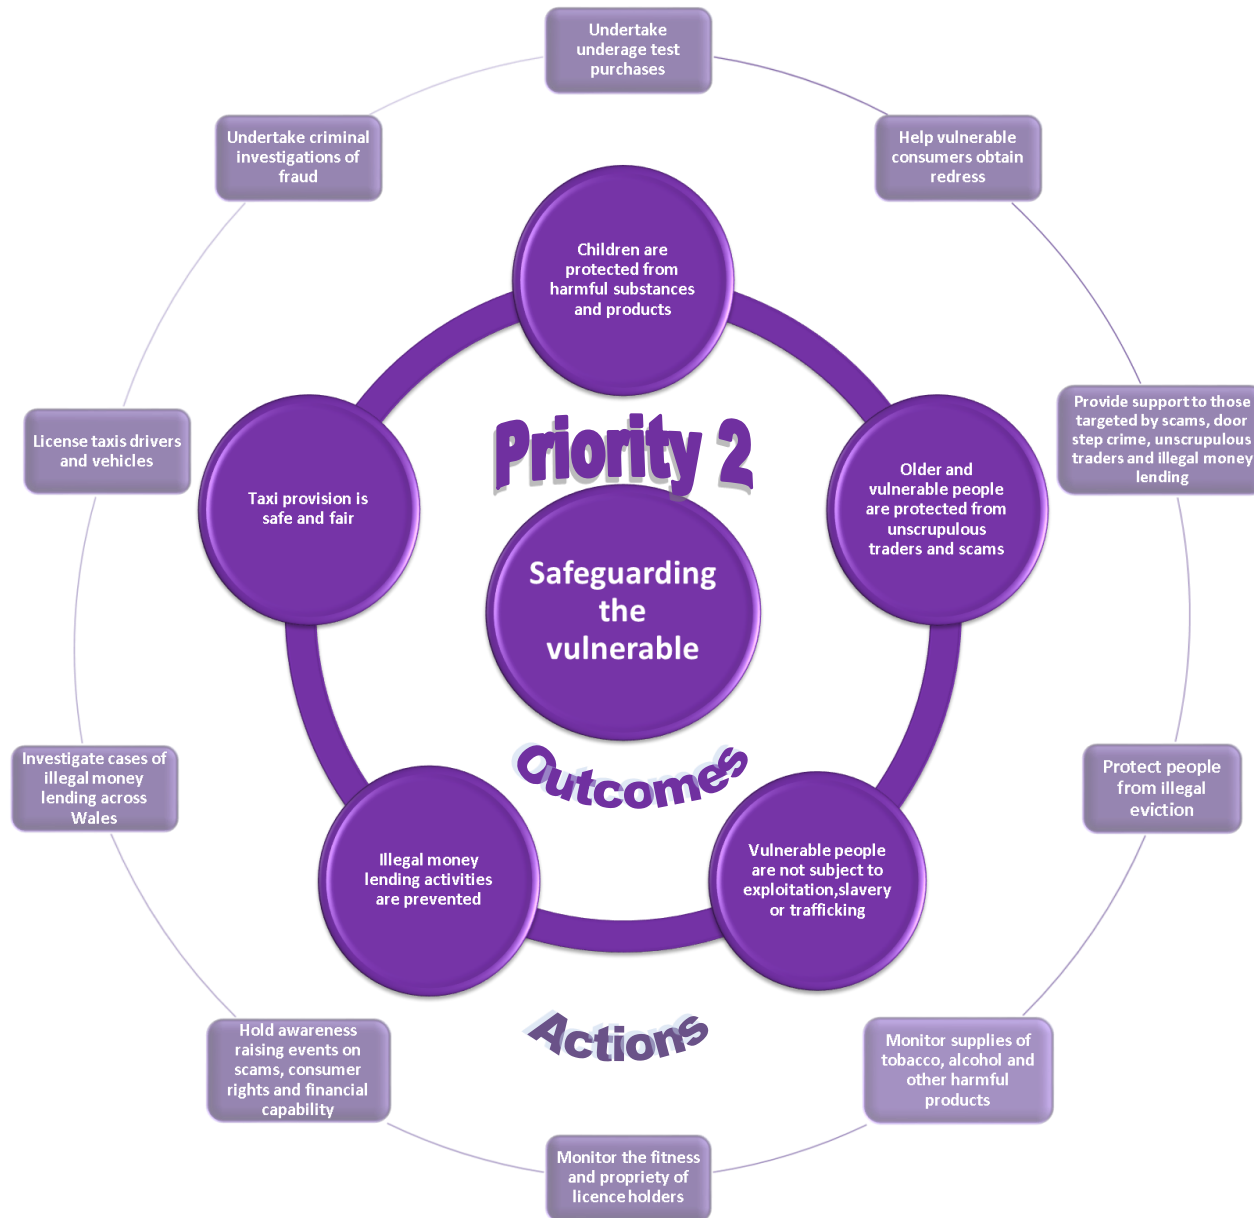 Undertake
underage test
purchases
Undertake criminal
investigations of
fraud
Help vulnerable
consumers obtain
redress
Children are
protected from
harmful substances
and products
License taxis drivers
and vehicles
Provide support to those
targeted by scams, door
step crime, unscrupulous
traders and illegal money
lending
Taxi provision is
safe and fair
Priority 2
Older and
vulnerable people
are protected from
unscrupulous
traders and scams
Safeguarding
the
vulnerable
Outcomes
Investigate cases of
illegal money
lending across
Wales
Protect people
from illegal
eviction
Illegal money
lending activities
are prevented
Vulnerable people
are not subject to
exploitation,slavery
or trafficking
Actions
Hold awareness
raising events on
scams, consumer
rights and financial
capability
Monitor supplies of
tobacco, alcohol and
other harmful
products
Monitor the fitness
and propriety of
licence holders